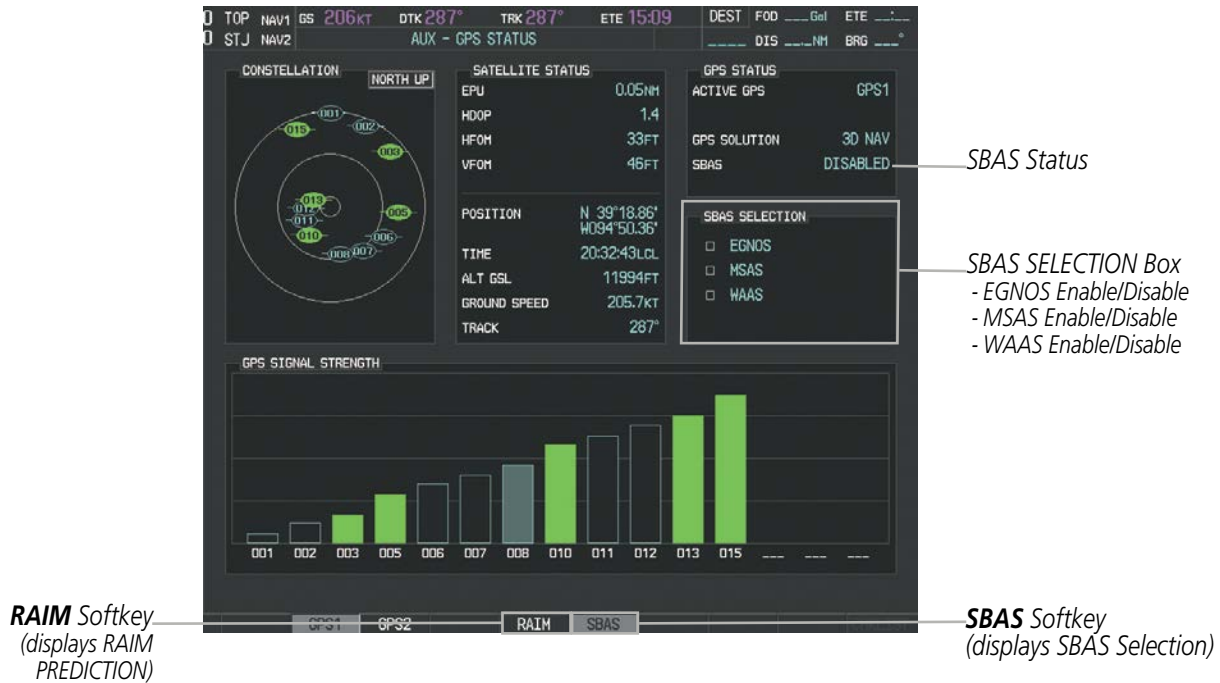 0 TOP NAV1 GS 206KT DTK 287° TRK 287° ETE 15:09 DEST FOD ___Gal ETE __:__
0 STJ NAV2 AUX - GPS STATUS ____ DIS __._NM BRG ___°
CONSTELLATION
NORTH UP
001
015
002
003
013
012
011
010
005
006
007
008
SATELLITE STATUS
EPU 0.05NM
HDOP 1.4
HFOM 33FT
VFOM 46FT
POSITION N 39°18.86'
W094°50.36'
TIME 20:32:43LCL
ALT GSL 11994FT
GROUND SPEED 205.7KT
TRACK 287°
GPS STATUS
ACTIVE GPS GPS1
GPS SOLUTION 3D NAV
SBAS DISABLED
SBAS SELECTION
EGNOS
MSAS
WAAS
SBAS Status
SBAS SELECTION Box
- EGNOS Enable/Disable
- MSAS Enable/Disable
- WAAS Enable/Disable
GPS SIGNAL STRENGTH
001 002 003 005 006 007 008 010 011 012 013 015 ___ ___ ___
GPS1 GPS2 RAIM SBAS
RAIM Softkey
(displays RAIM
PREDICTION)
SBAS Softkey
(displays SBAS Selection)